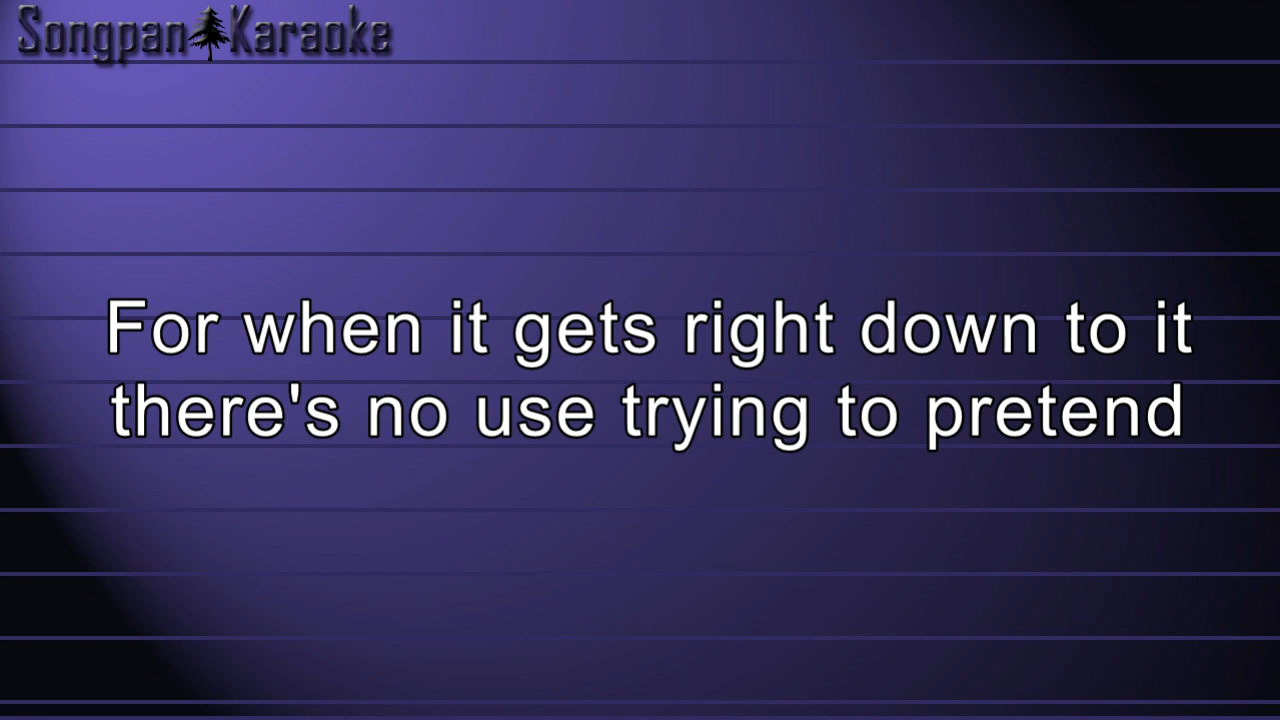 Songpan Karaoke
For when it gets right down to it
there's no use trying to pretend